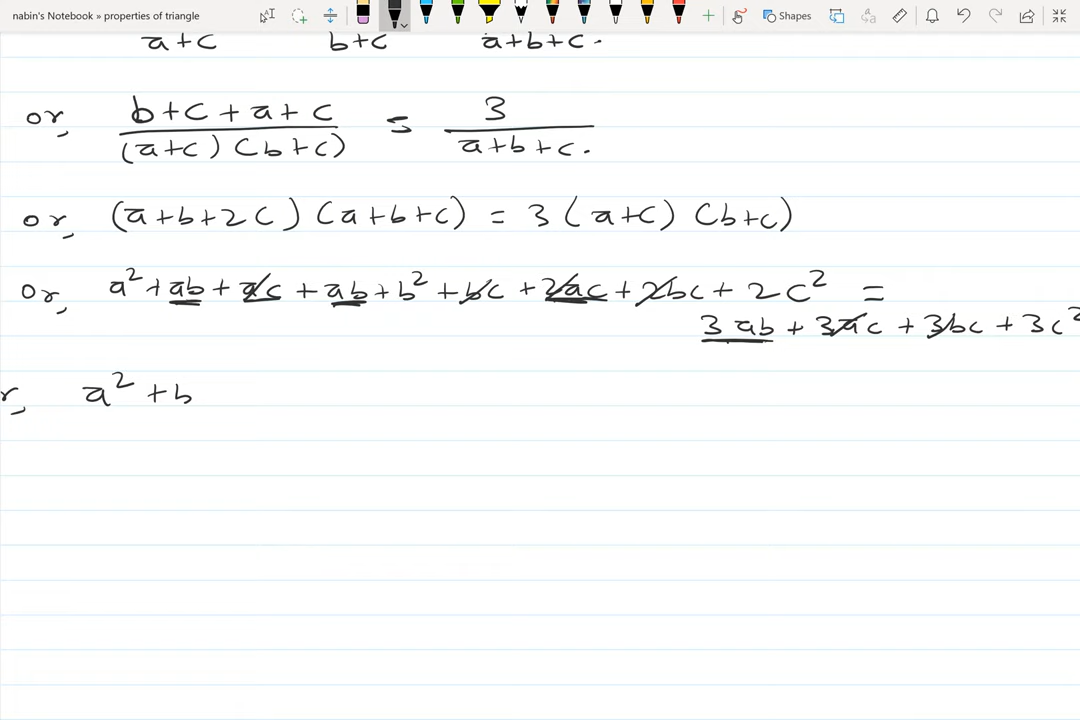 nabin's Notebook » properties of triangle
Shapes
a+c b+c a+b+c.
or, b+c+a+c / (a+c)(b+c) = 3 / a+b+c.
or, (a+b+2c)(a+b+c) = 3(a+c)(b+c)
or, a² + ab + ac + ab + b² + bc + 2ac + 2bc + 2c² =
3ab + 3ac + 3bc + 3c²
r, a² + b